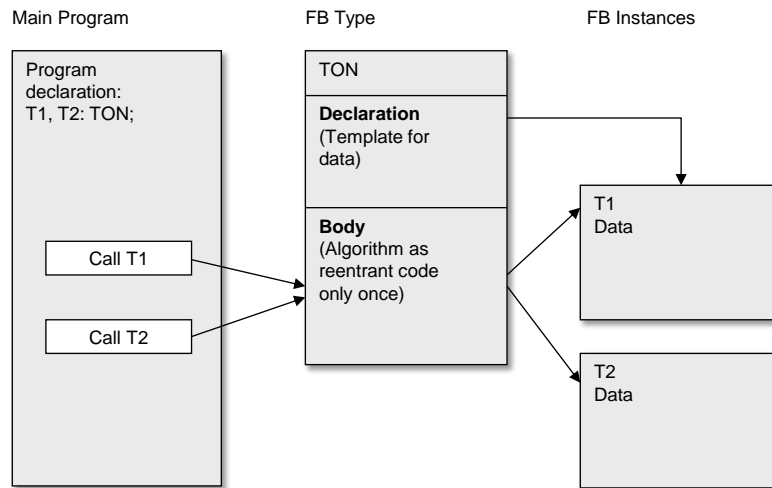 Main Program
FB Type
FB Instances
Program
declaration:
T1, T2: TON;
Call T1
Call T2
TON
Declaration
(Template for
data)
Body
(Algorithm as
reentrant code
only once)
T1
Data
T2
Data